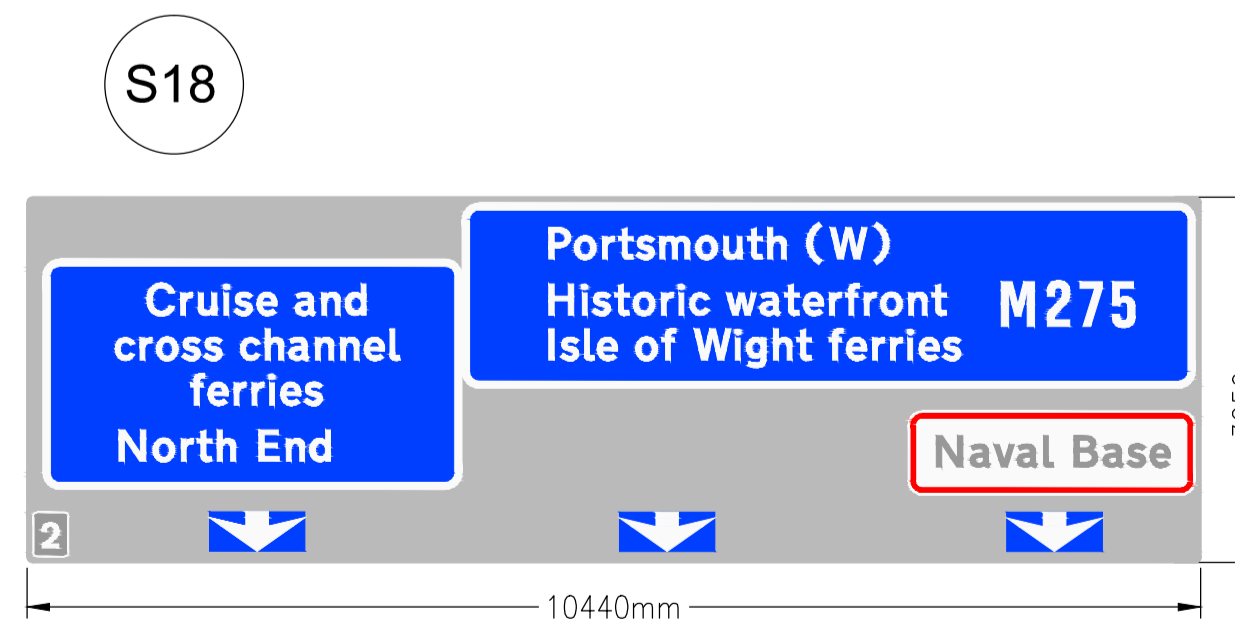 S18
Portsmouth (W)
Historic waterfront
Isle of Wight ferries
M275
Cruise and
cross channel
ferries
North End
Naval Base
2
10440mm